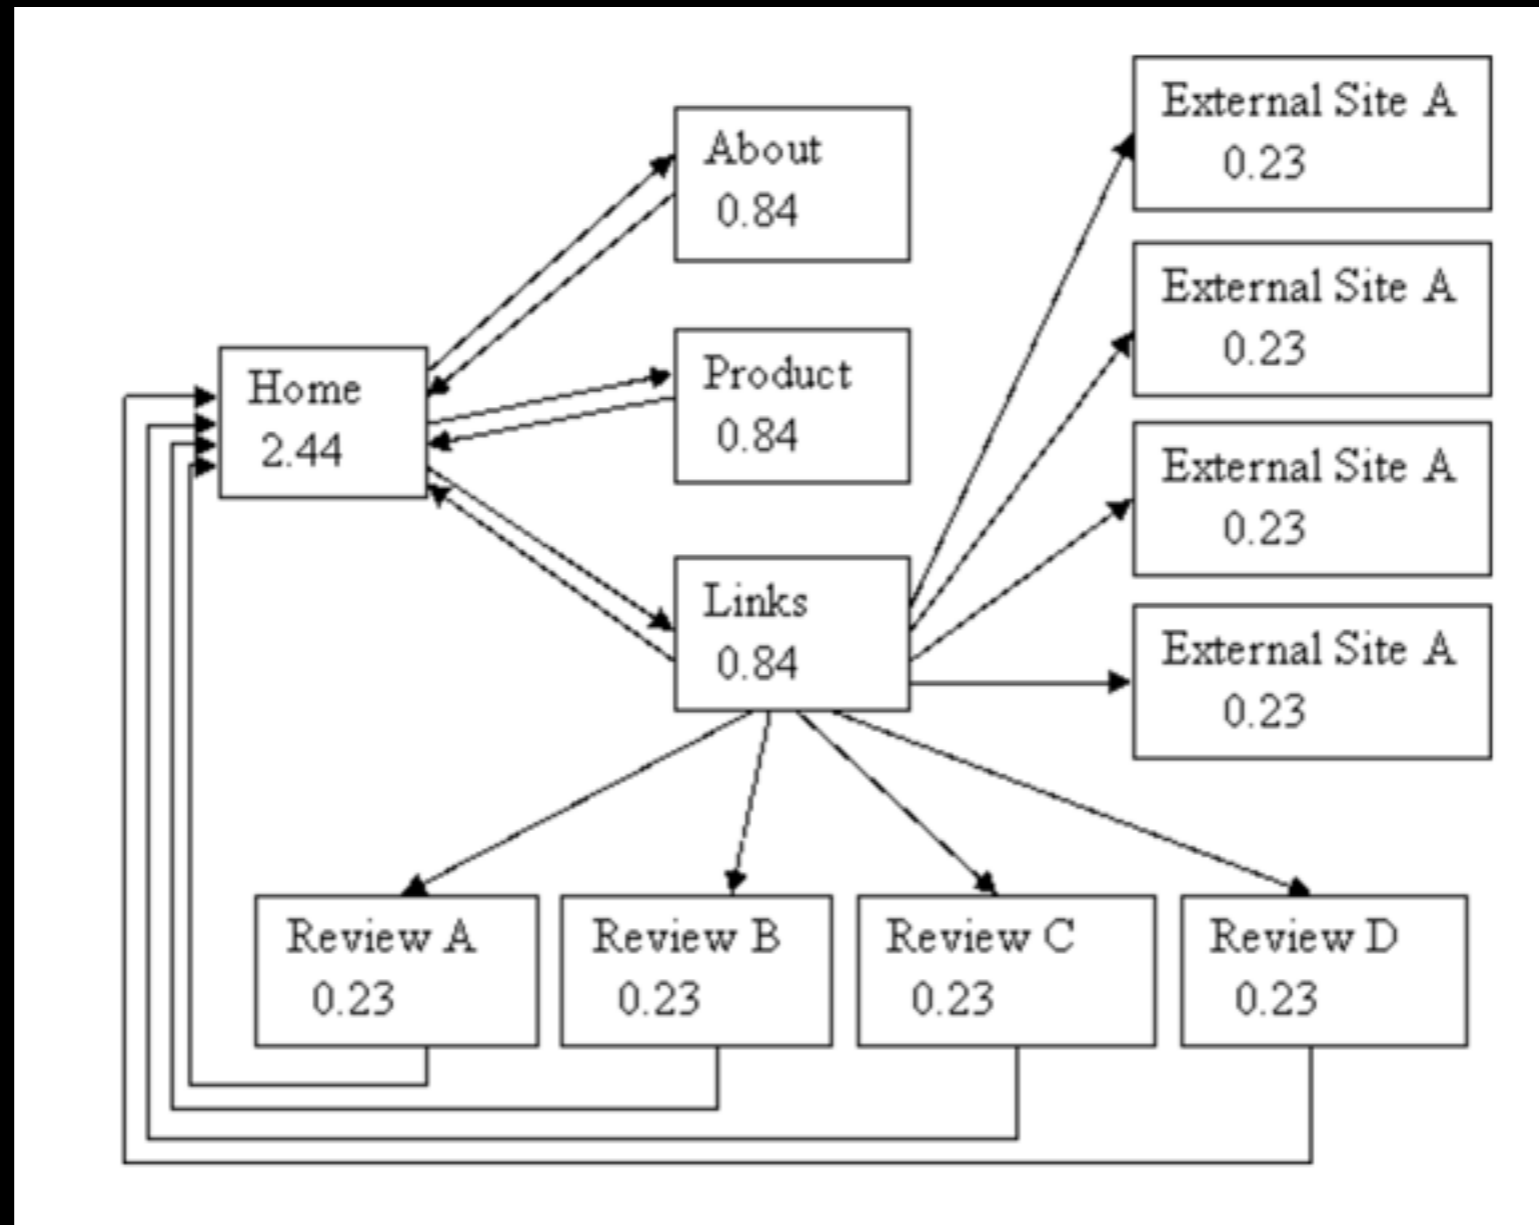 External Site A
0.23
About
0.84
External Site A
0.23
Home
2.44
Product
0.84
External Site A
0.23
Links
0.84
External Site A
0.23
Review A
0.23
Review B
0.23
Review C
0.23
Review D
0.23